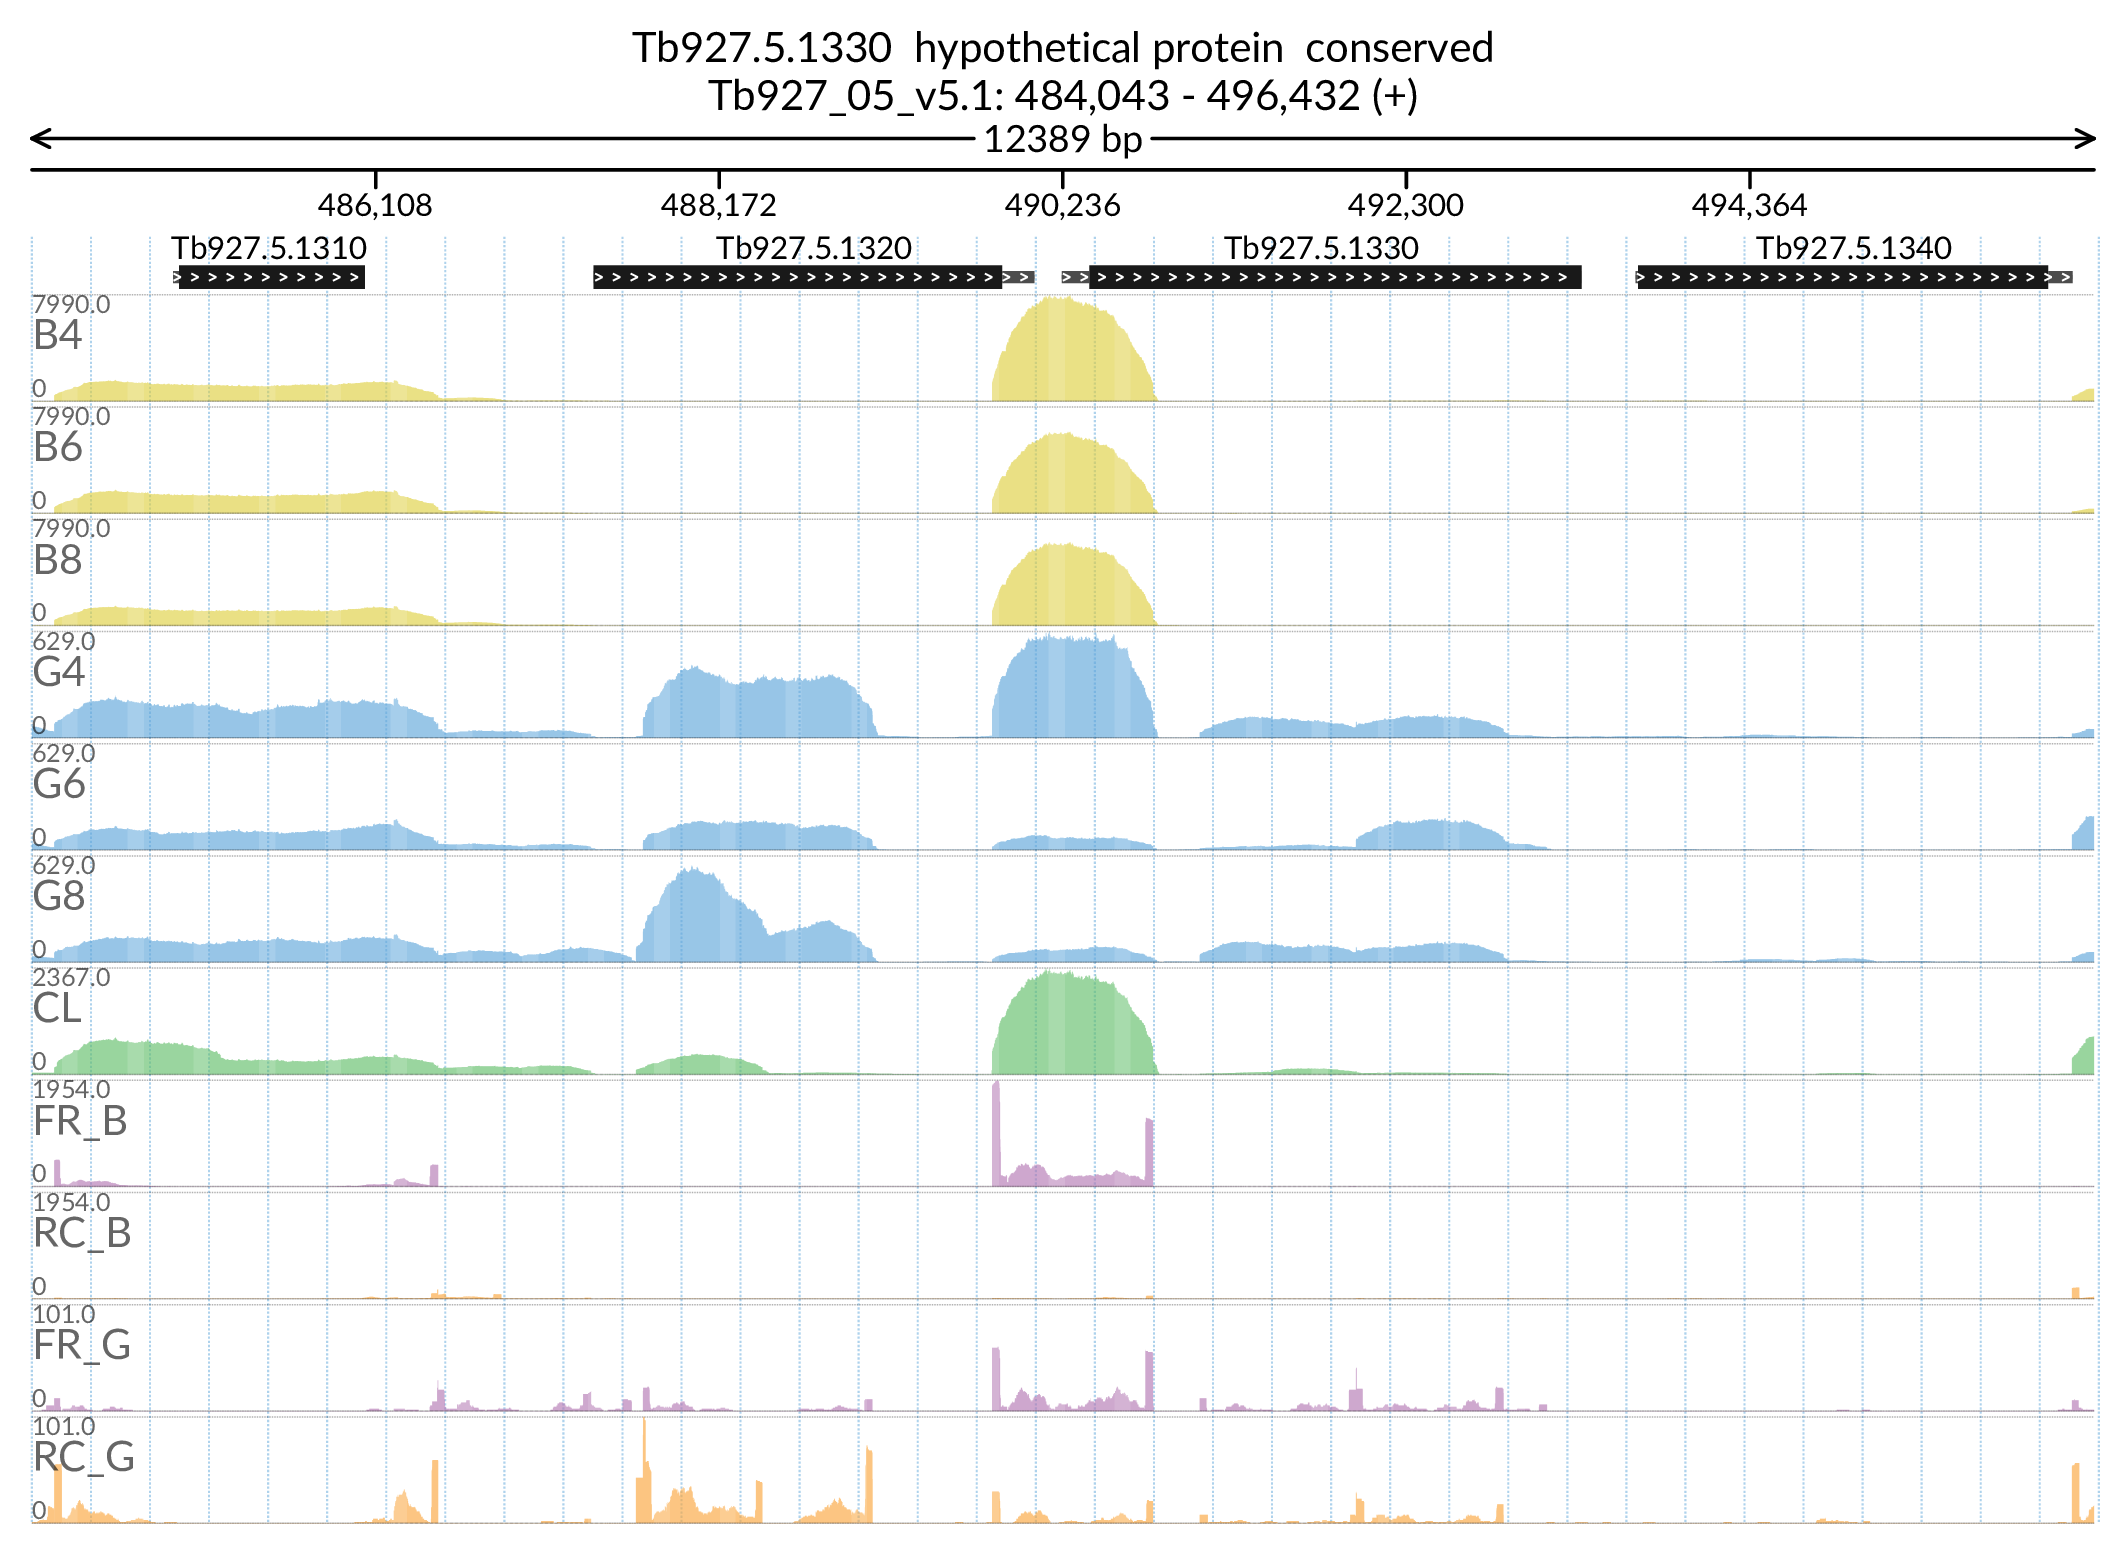 Tb927.5.1330  hypothetical protein  conserved
Tb927_05_v5.1: 484,043 - 496,432 (+)
12389 bp
486,108 488,172 490,236 492,300 494,364
Tb927.5.1310 Tb927.5.1320 Tb927.5.1330 Tb927.5.1340
7990.0
B4
0
7990.0
B6
0
7990.0
B8
0
629.0
G4
0
629.0
G6
0
629.0
G8
0
2367.0
CL
0
1954.0
FR_B
0
1954.0
RC_B
0
101.0
FR_G
0
101.0
RC_G
0